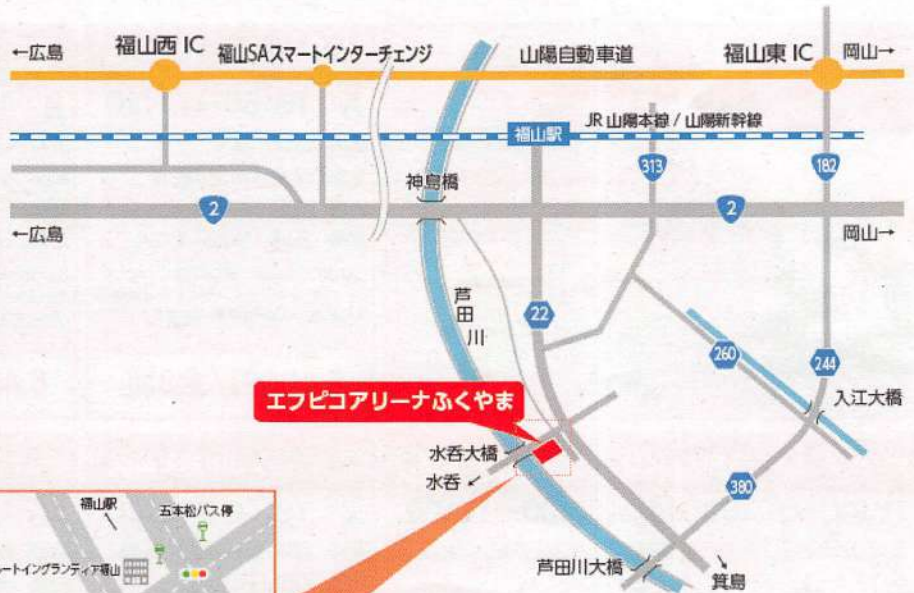 ←広島
福山西 IC
福山SAスマートインターチェンジ
山陽自動車道
福山東 IC
岡山→
福山駅
JR 山陽本線 / 山陽新幹線
313
182
神島橋
2
2
←広島
岡山→
芦田川
22
260
244
エフピコアリーナふくやま
入江大橋
水呑大橋
水呑↙
380
芦田川大橋
箕島
福山駅
五本松バス停
ルートイングランティア福山